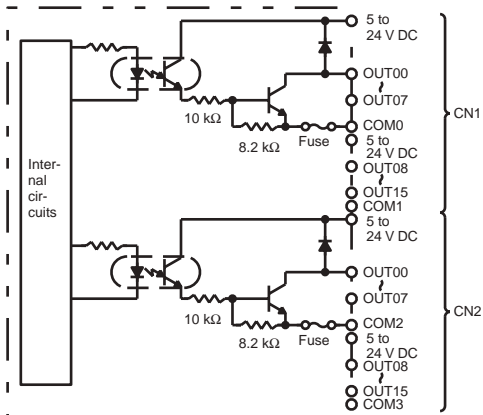 5 to
24 V DC
OUT00
~
OUT07
COM0
5 to
24 V DC
OUT08
~
OUT15
COM1
CN1
10 kΩ
8.2 kΩ
Fuse
Inter-
nal
cir-
cuits
5 to
24 V DC
OUT00
~
OUT07
COM2
5 to
24 V DC
OUT08
~
OUT15
COM3
CN2
10 kΩ
8.2 kΩ
Fuse